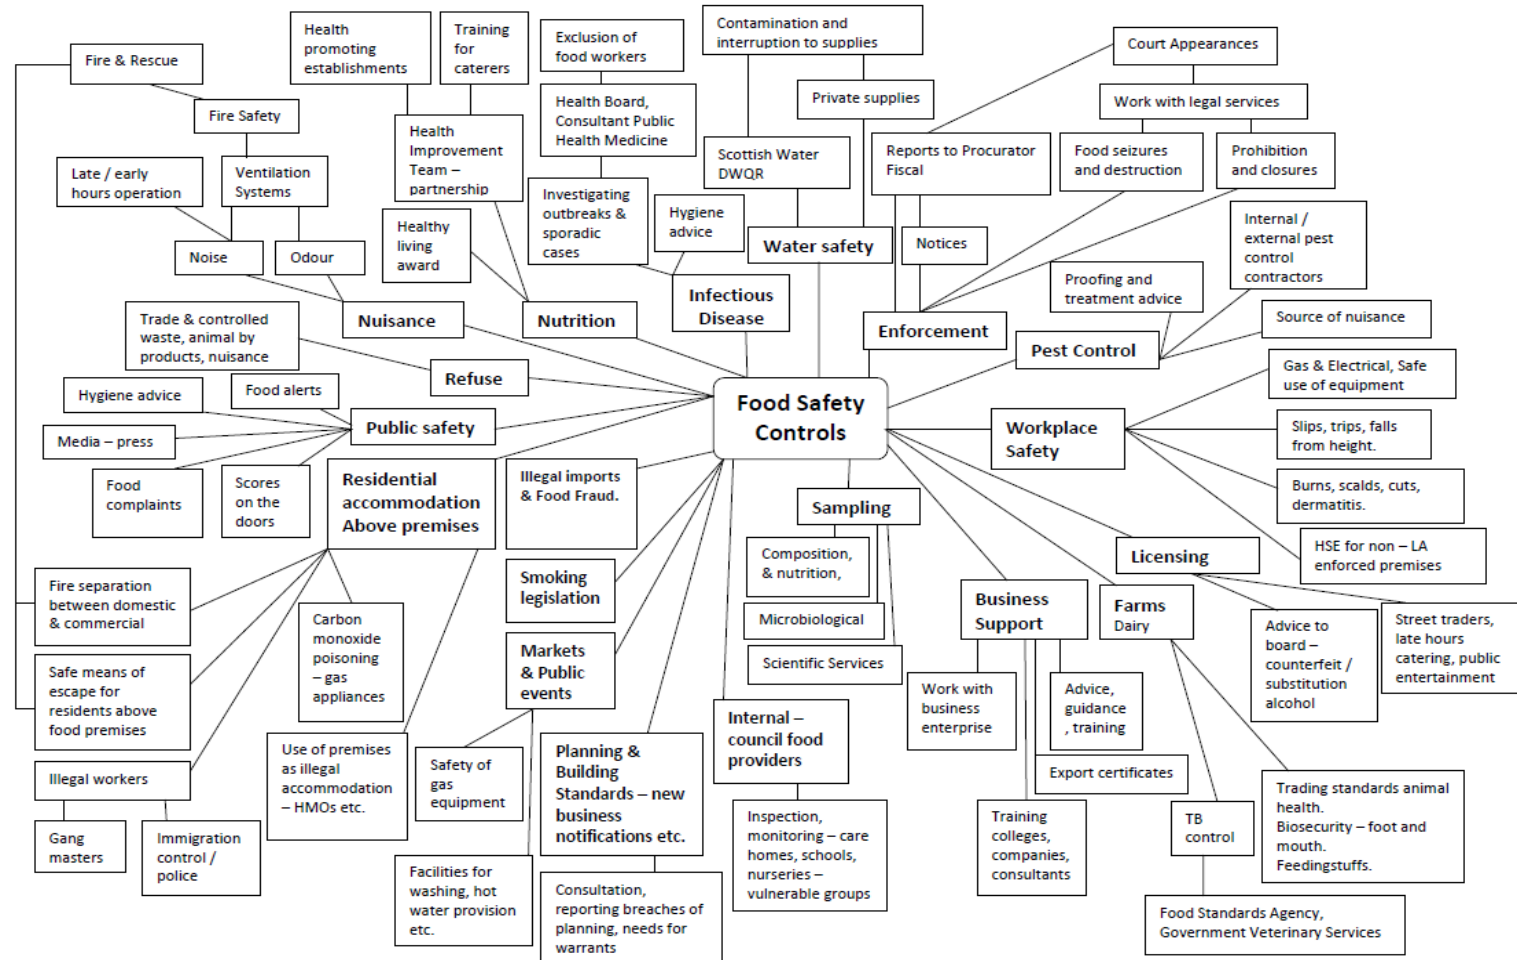 Health
promoting
establishments
Training
for
caterers
Exclusion of
food workers
Contamination and
interruption to supplies
Court Appearances
Fire & Rescue
Fire Safety
Health Board,
Consultant Public
Health Medicine
Private supplies
Work with legal services
Health
Improvement
Team –
partnership
Late / early
hours operation
Ventilation
Systems
Scottish Water
DWQR
Reports to Procurator
Fiscal
Food seizures
and destruction
Prohibition
and closures
Healthy
living
award
Investigating
outbreaks &
sporadic
cases
Hygiene
advice
Internal /
external pest
control
contractors
Noise
Odour
Water safety
Notices
Proofing and
treatment advice
Trade & controlled
waste, animal by
products, nuisance
Nuisance
Nutrition
Infectious
Disease
Enforcement
Pest Control
Source of nuisance
Refuse
Gas & Electrical, Safe
use of equipment
Hygiene advice
Food alerts
Food Safety
Controls
Public safety
Media – press
Workplace
Safety
Slips, trips, falls
from height.
Food
complaints
Scores
on the
doors
Residential
accommodation
Above premises
Illegal imports
& Food Fraud.
Sampling
Burns, scalds, cuts,
dermatitis.
Composition,
& nutrition,
Licensing
HSE for non – LA
enforced premises
Fire separation
between domestic
& commercial
Carbon
monoxide
poisoning
– gas
appliances
Smoking
legislation
Microbiological
Business
Support
Farms
Dairy
Advice to
board –
counterfeit /
substitution
alcohol
Street traders,
late hours
catering, public
entertainment
Markets
& Public
events
Scientific Services
Safe means of
escape for
residents above
food premises
Work with
business
enterprise
Advice,
guidance
, training
Internal –
council food
providers
Use of premises
as illegal
accommodation
– HMOs etc.
Safety of
gas
equipment
Planning &
Building
Standards – new
business
notifications etc.
Export certificates
Illegal workers
Trading standards animal
health.
Biosecurity – foot and
mouth.
Feedingstuffs.
Gang
masters
Immigration
control /
police
Inspection,
monitoring – care
homes, schools,
nurseries –
vulnerable groups
Training
colleges,
companies,
consultants
TB
control
Facilities for
washing, hot
water provision
etc.
Consultation,
reporting breaches of
planning, needs for
warrants
Food Standards Agency,
Government Veterinary Services